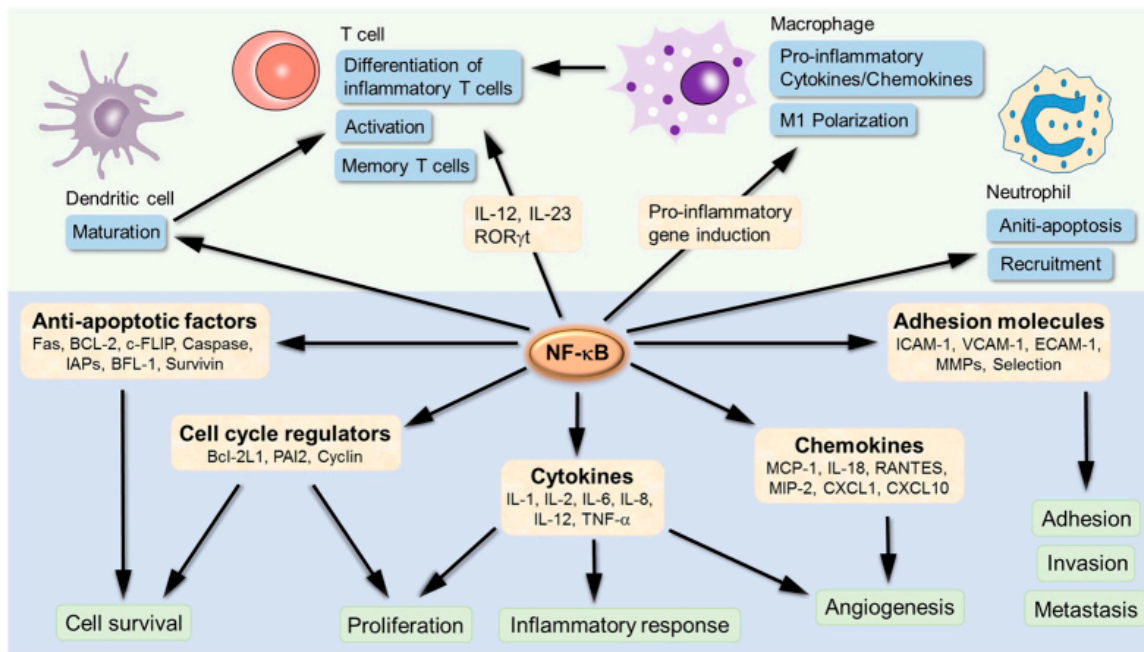 T cell
Differentiation of
inflammatory T cells
Activation
Memory T cells
Macrophage
Pro-inflammatory
Cytokines/Chemokines
M1 Polarization
Dendritic cell
Maturation
IL-12, IL-23
RORγt
Pro-inflammatory
gene induction
Neutrophil
Aniti-apoptosis
Recruitment
Anti-apoptotic factors
Fas, BCL-2, c-FLIP, Caspase,
IAPs, BFL-1, Survivin
NF-κB
Adhesion molecules
ICAM-1, VCAM-1, ECAM-1,
MMPs, Selection
Cell cycle regulators
Bcl-2L1, PAI2, Cyclin
Cytokines
IL-1, IL-2, IL-6, IL-8,
IL-12, TNF-α
Chemokines
MCP-1, IL-18, RANTES,
MIP-2, CXCL1, CXCL10
Adhesion
Invasion
Metastasis
Cell survival
Proliferation
Inflammatory response
Angiogenesis